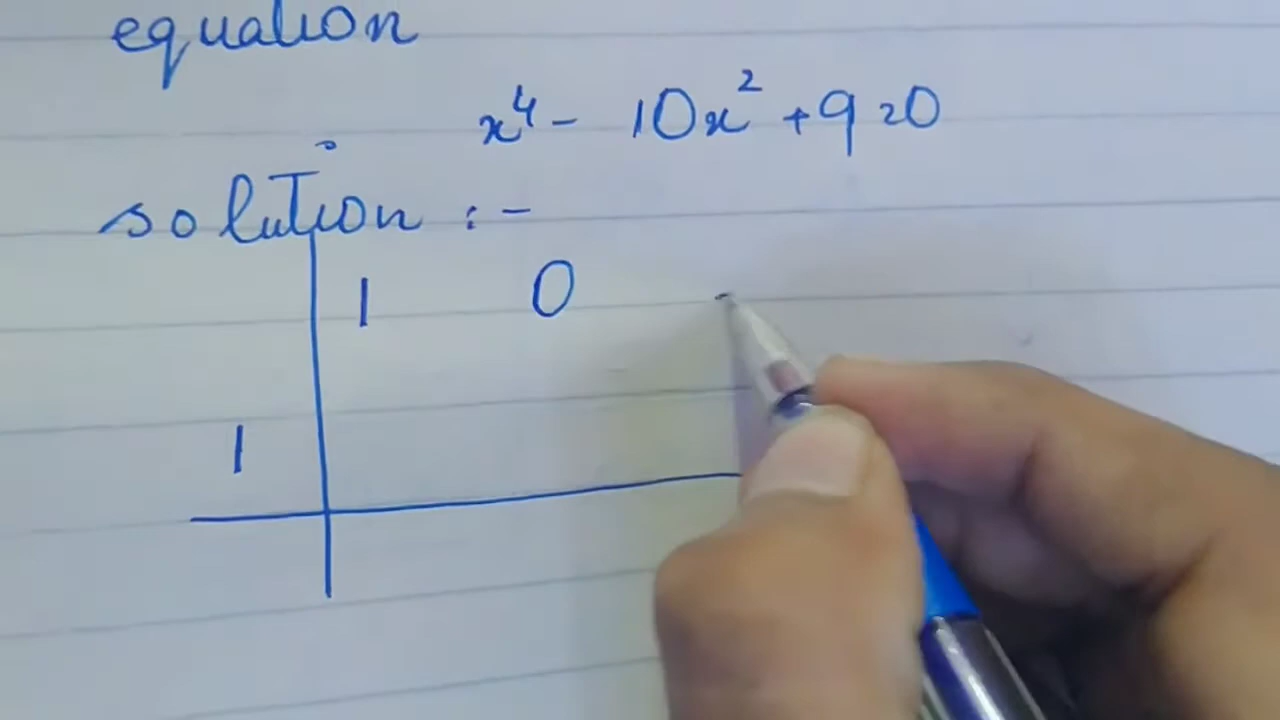 equation
x⁴ - 10x² + 9 = 0
solution :-
1 0
1